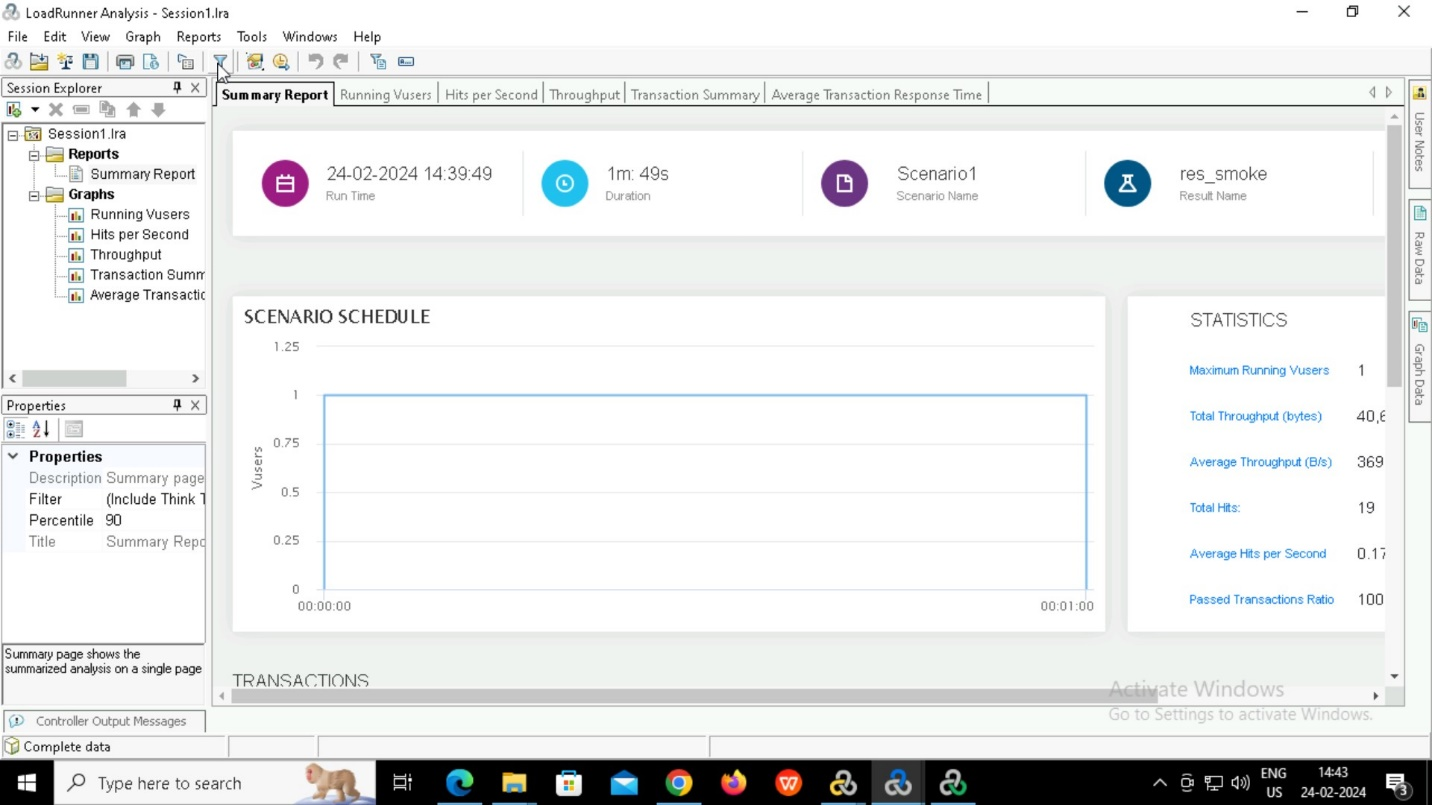 LoadRunner Analysis - Session1.lra
File Edit View Graph Reports Tools Windows Help
Session Explorer
Session1.lra
Reports
Summary Report
Graphs
Running Vusers
Hits per Second
Throughput
Transaction Summ
Average Transactic
Properties
Properties
Description Summary page
Filter (Include Think T
Percentile 90
Title Summary Repo
Summary page shows the
summarized analysis on a single page
Controller Output Messages
Complete data
Summary Report Running Vusers Hits per Second Throughput Transaction Summary Average Transaction Response Time
24-02-2024 14:39:49
Run Time
1m: 49s
Duration
Scenario1
Scenario Name
res_smoke
Result Name
SCENARIO SCHEDULE
1.25
1
0.75
0.5
0.25
0
Vusers
00:00:00 00:01:00
STATISTICS
Maximum Running Vusers 1
Total Throughput (bytes) 40,6
Average Throughput (B/s) 369
Total Hits: 19
Average Hits per Second 0.17
Passed Transactions Ratio 100
TRANSACTIONS
User Notes
Raw Data
Graph Data
Activate Windows
Go to Settings to activate Windows.
Type here to search
ENG
US
14:43
24-02-2024
3